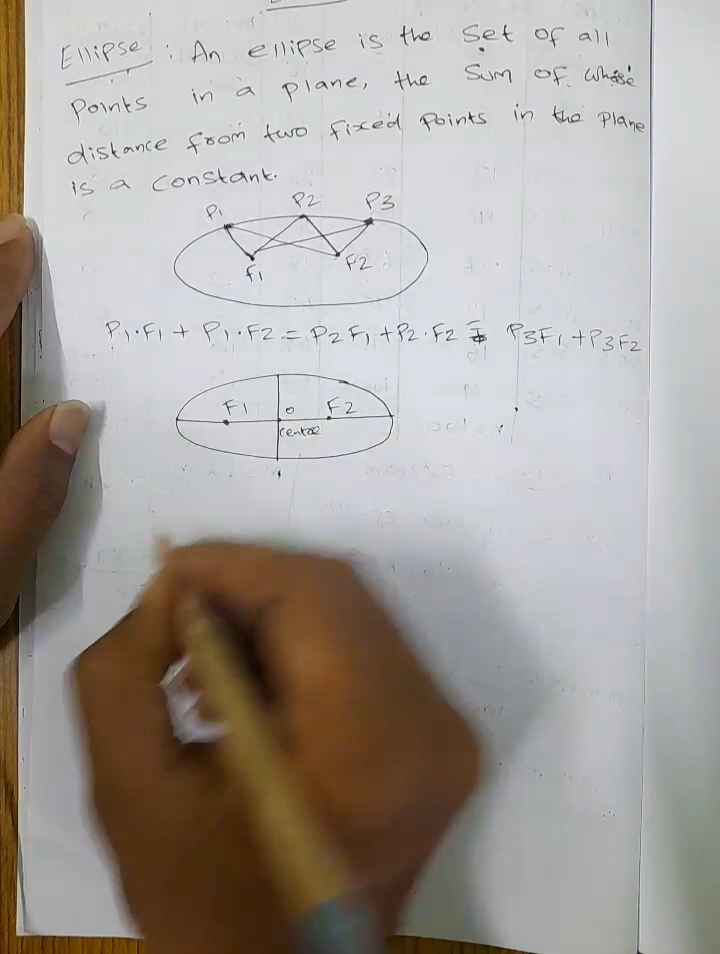 Ellipse : An ellipse is the set of all
points in a plane, the sum of whose
distance from two fixed points in the plane
is a constant.
P1 P2 P3
F1 F2
P1.F1 + P1.F2 = P2F1 + P2.F2 = P3F1 + P3F2
F1 o F2
centre